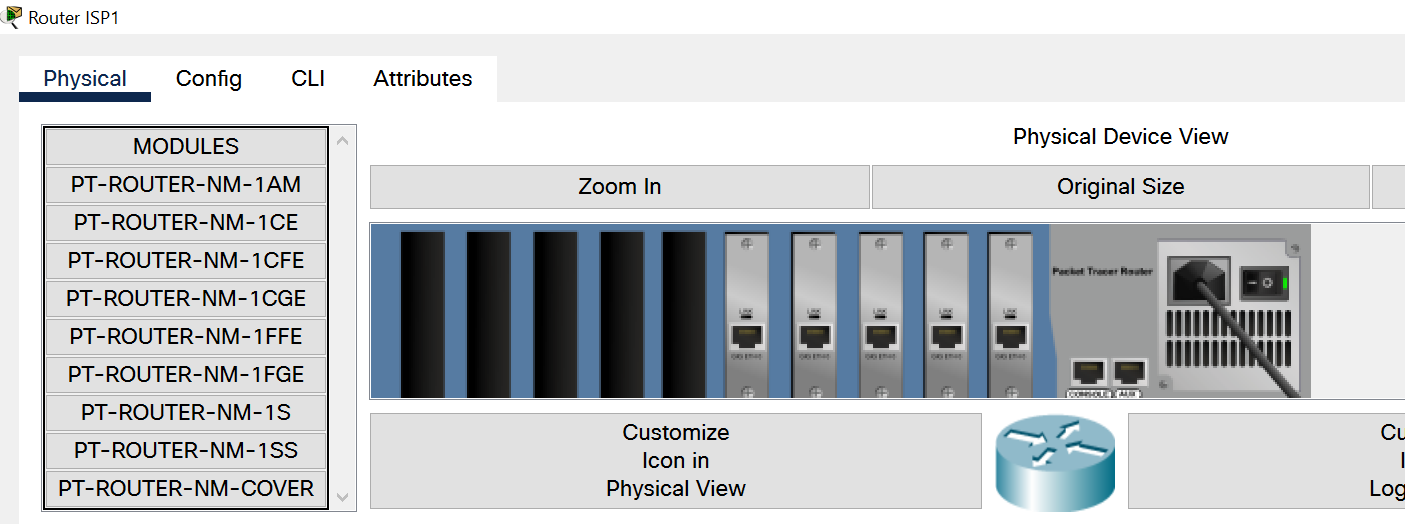 Router ISP1
Physical
Config
CLI
Attributes
MODULES
PT-ROUTER-NM-1AM
PT-ROUTER-NM-1CE
PT-ROUTER-NM-1CFE
PT-ROUTER-NM-1CGE
PT-ROUTER-NM-1FFE
PT-ROUTER-NM-1FGE
PT-ROUTER-NM-1S
PT-ROUTER-NM-1SS
PT-ROUTER-NM-COVER
Physical Device View
Zoom In
Original Size
Packet Tracer Router
CONSOLE
AUX
Customize
Icon in
Physical View
Cu
I
Log